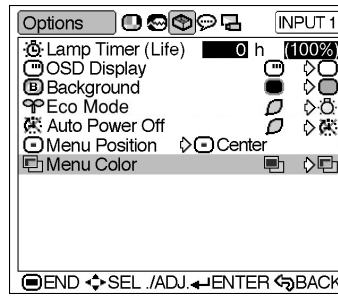 Options INPUT 1
Lamp Timer (Life) 0 h (100%)
OSD Display
B Background
Eco Mode
Auto Power Off
Menu Position Center
Menu Color
END SEL ./ADJ. ENTER BACK